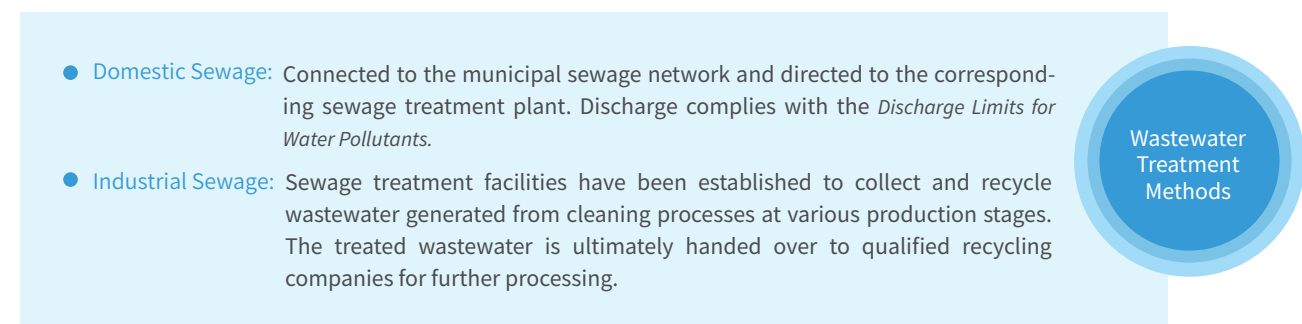 Domestic Sewage: Connected to the municipal sewage network and directed to the correspond-
ing sewage treatment plant. Discharge complies with the Discharge Limits for
Water Pollutants.
Industrial Sewage: Sewage treatment facilities have been established to collect and recycle
wastewater generated from cleaning processes at various production stages.
The treated wastewater is ultimately handed over to qualified recycling
companies for further processing.
Wastewater
Treatment
Methods